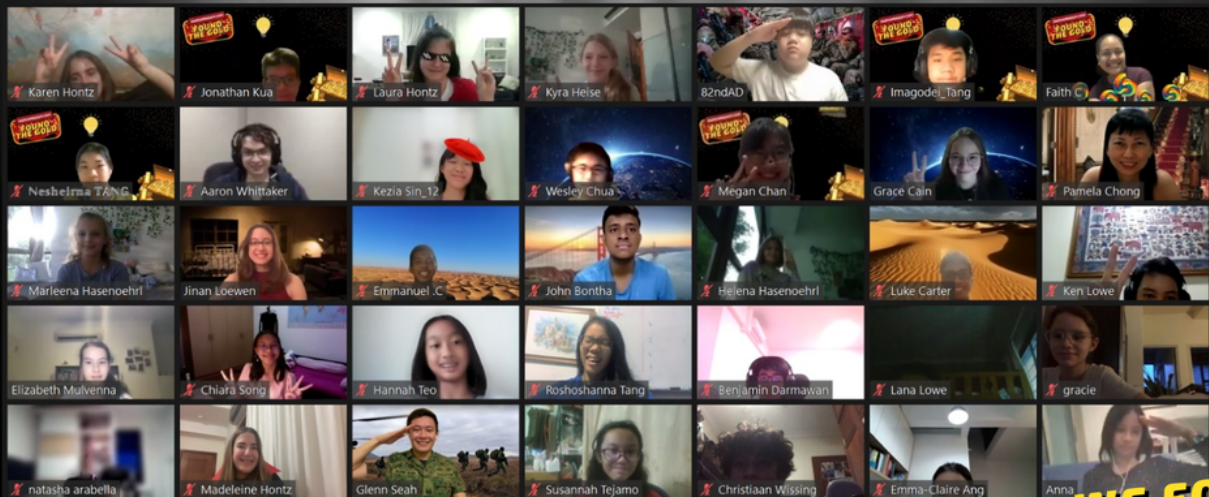 FOUND
THE GOLD
FOUND
THE GOLD
FOUND
THE GOLD
Karen Hontz
Jonathan Kua
Laura Hontz
Kyra Heise
82ndAD
Imagodei_Tang
Faith C
FOUND
THE GOLD
FOUND
THE GOLD
Nesheirma TANG
Aaron Whittaker
Kezia Sin_12
Wesley Chua
Megan Chan
Grace Cain
Pamela Chong
Marleena Hasenoehrl
Jinan Loewen
Emmanuel .C
John Bontha
Helena Hasenoehrl
Luke Carter
Ken Lowe
Elizabeth Mulvenna
Chiara Song
Hannah Teo
Roshoshanna Tang
Benjamin Darmawan
Lana Lowe
gracie
natasha arabella
Madeleine Hontz
Glenn Seah
Susannah Tejamo
Christiaan Wissing
Emma-Claire Ang
Anna